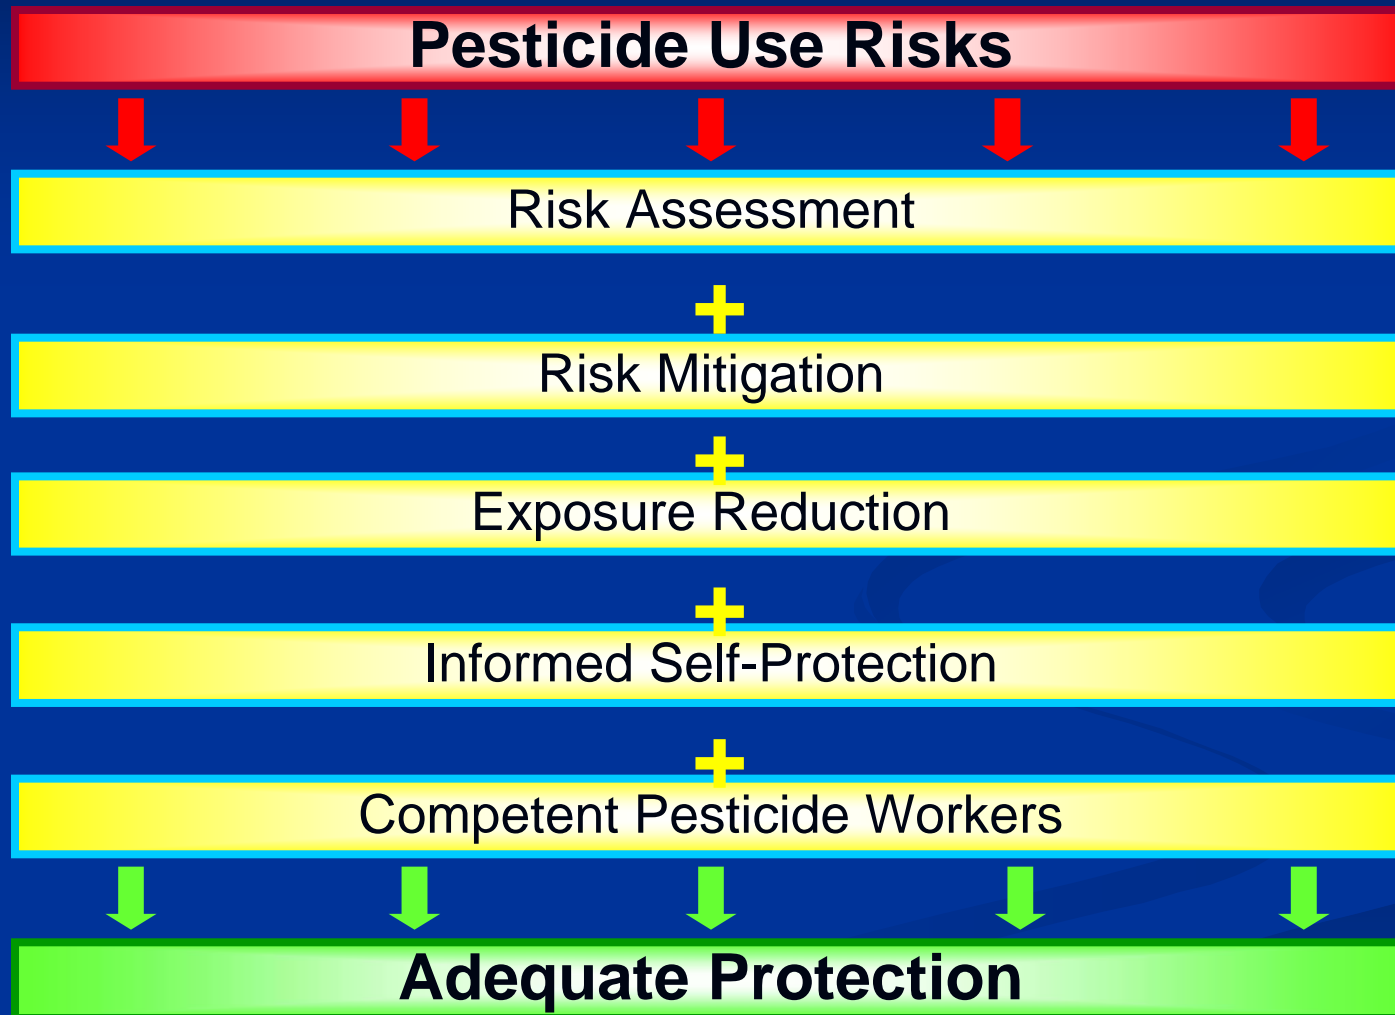 Pesticide Use Risks
Risk Assessment
+
Risk Mitigation
+
Exposure Reduction
+
Informed Self-Protection
+
Competent Pesticide Workers
Adequate Protection